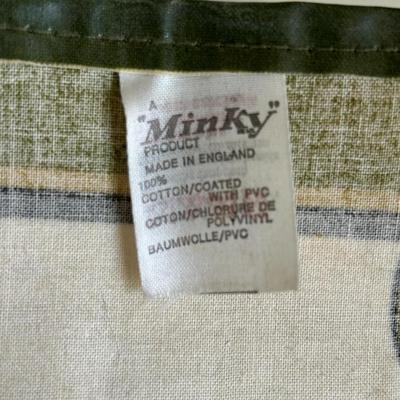 A
"Minky"
PRODUCT
MADE IN ENGLAND
100%
COTTON/COATED
WITH PVC
COTON/CHLORURE DE
POLYVINYL
BAUMWOLLE/PVC